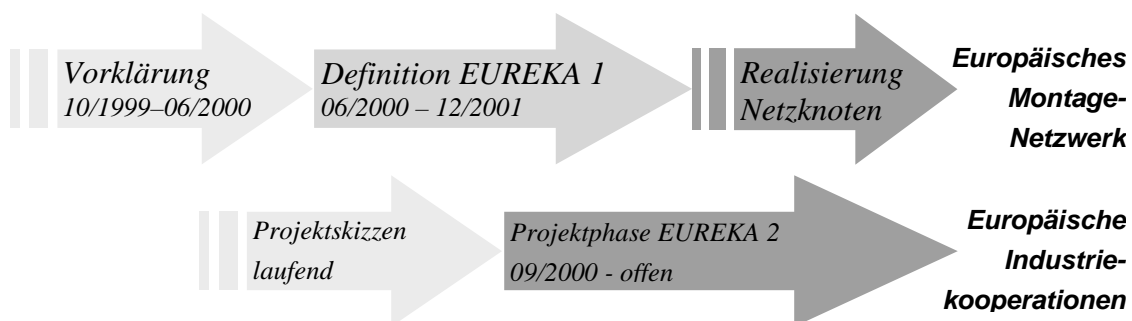 Vorklärung
10/1999–06/2000
Definition EUREKA 1
06/2000 – 12/2001
Realisierung
Netzknoten
Europäisches
Montage-
Netzwerk
Projektskizzen
laufend
Projektphase EUREKA 2
09/2000 - offen
Europäische
Industrie-
kooperationen